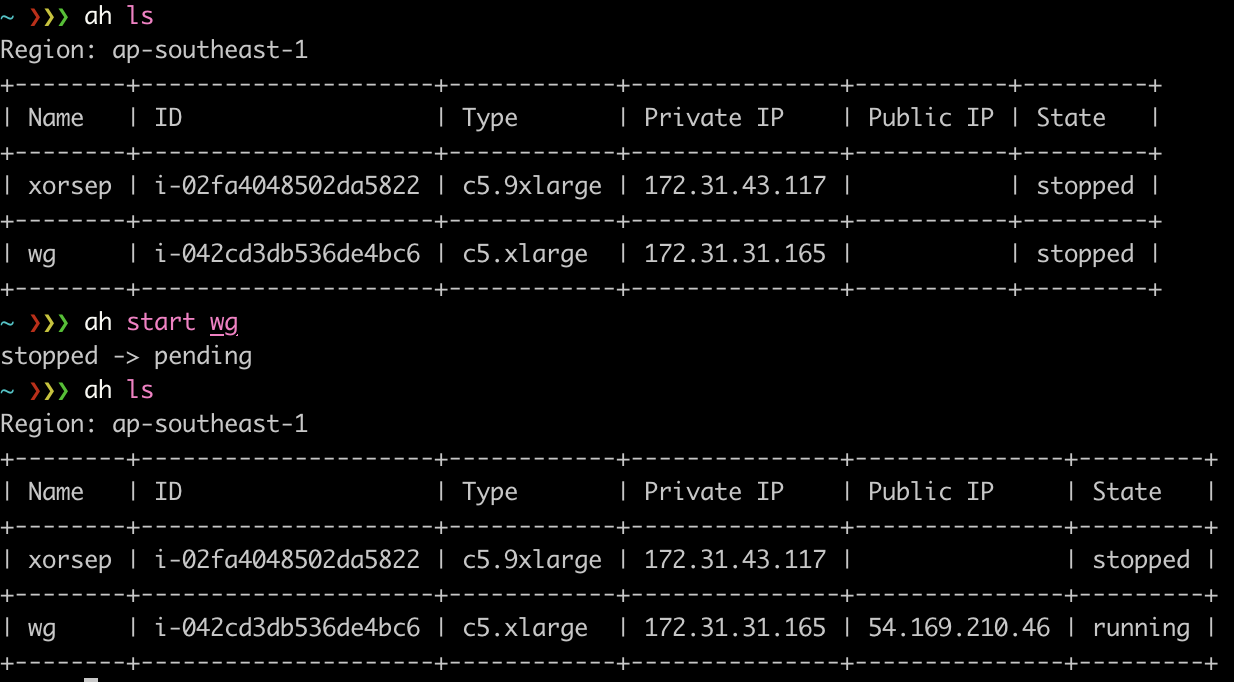 ~ ❯❯❯ ah ls
Region: ap-southeast-1
+--------+---------------------+------------+---------------+-----------+---------+
| Name   | ID                  | Type       | Private IP    | Public IP | State   |
+--------+---------------------+------------+---------------+-----------+---------+
| xorsep | i-02fa4048502da5822 | c5.9xlarge | 172.31.43.117 |           | stopped |
+--------+---------------------+------------+---------------+-----------+---------+
| wg     | i-042cd3db536de4bc6 | c5.xlarge  | 172.31.31.165 |           | stopped |
+--------+---------------------+------------+---------------+-----------+---------+
~ ❯❯❯ ah start wg
stopped -> pending
~ ❯❯❯ ah ls
Region: ap-southeast-1
+--------+---------------------+------------+---------------+---------------+---------+
| Name   | ID                  | Type       | Private IP    | Public IP     | State   |
+--------+---------------------+------------+---------------+---------------+---------+
| xorsep | i-02fa4048502da5822 | c5.9xlarge | 172.31.43.117 |               | stopped |
+--------+---------------------+------------+---------------+---------------+---------+
| wg     | i-042cd3db536de4bc6 | c5.xlarge  | 172.31.31.165 | 54.169.210.46 | running |
+--------+---------------------+------------+---------------+---------------+---------+